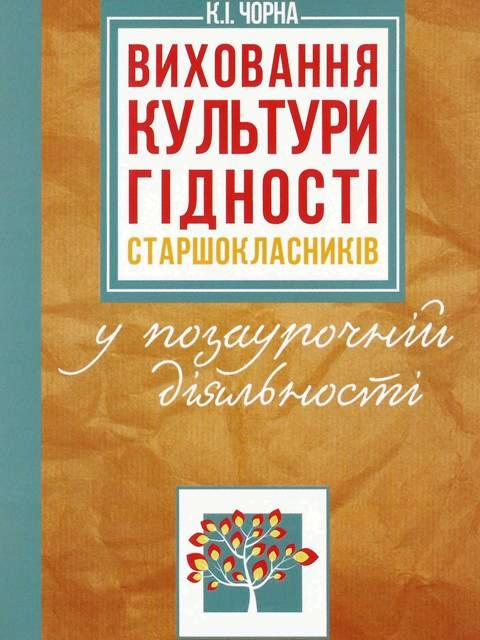 К.І. ЧОРНА
ВИХОВАННЯ
КУЛЬТУРИ
ГІДНОСТІ
СТАРШОКЛАСНИКІВ
у позаурочній
діяльності